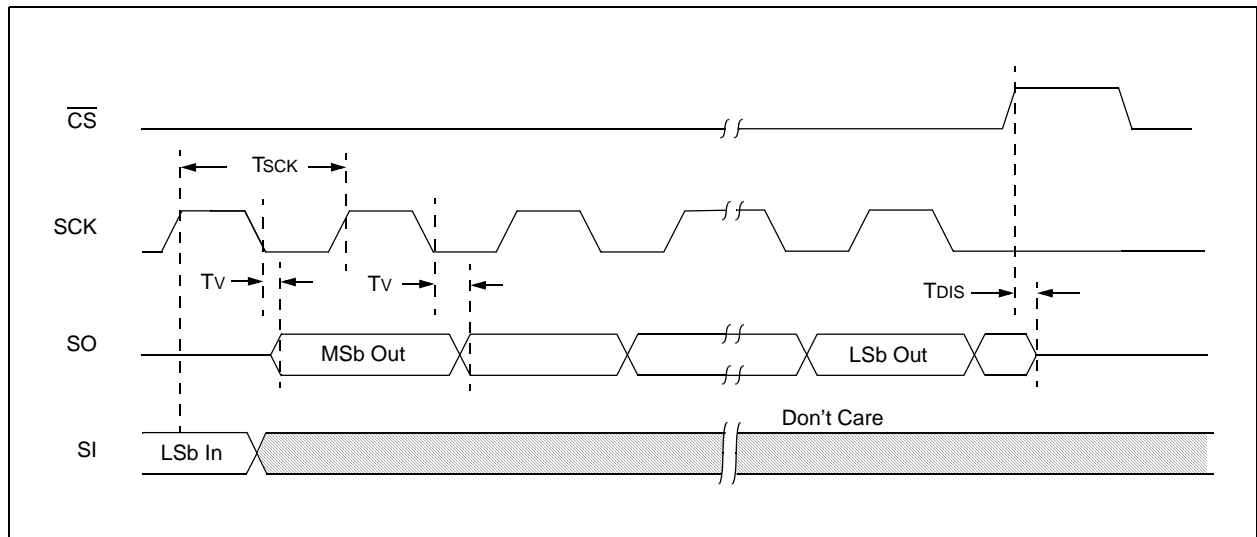 CS
TSCK
SCK
TV
TV
TDIS
SO
MSb Out
LSb Out
Don't Care
SI
LSb In